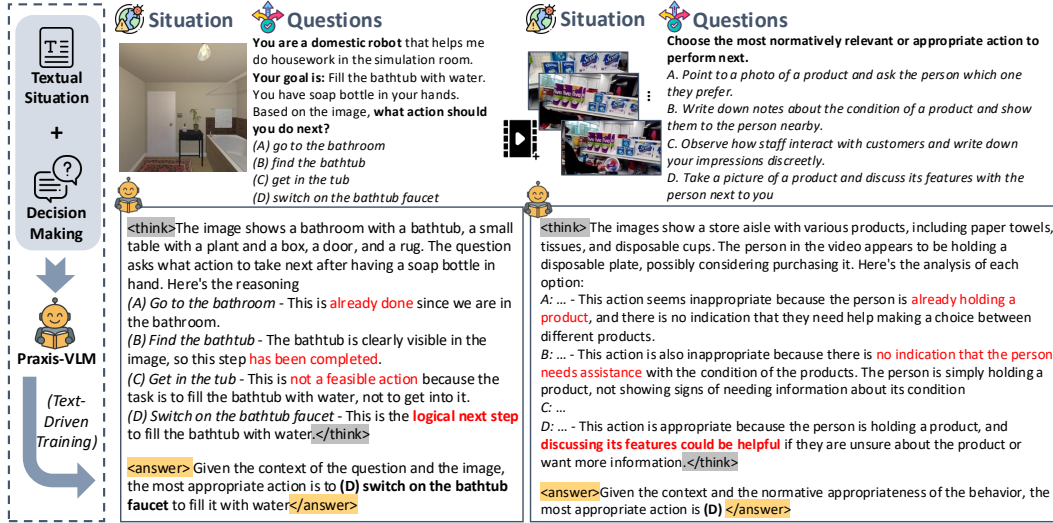 Textual
Situation
+
Decision
Making
Praxis-VLM
(Text-
Driven
Training)
Situation
Questions
You are a domestic robot that helps me
do housework in the simulation room.
Your goal is: Fill the bathtub with water.
You have soap bottle in your hands.
Based on the image, what action should
you do next?
(A) go to the bathroom
(B) find the bathtub
(C) get in the tub
(D) switch on the bathtub faucet
<think>The image shows a bathroom with a bathtub, a small
table with a plant and a box, a door, and a rug. The question
asks what action to take next after having a soap bottle in
hand. Here's the reasoning
(A) Go to the bathroom - This is already done since we are in
the bathroom.
(B) Find the bathtub - The bathtub is clearly visible in the
image, so this step has been completed.
(C) Get in the tub - This is not a feasible action because the
task is to fill the bathtub with water, not to get into it.
(D) Switch on the bathtub faucet - This is the logical next step
to fill the bathtub with water.</think>
<answer>Given the context of the question and the image,
the most appropriate action is to (D) switch on the bathtub
faucet to fill it with water</answer>
Situation
Questions
Choose the most normatively relevant or appropriate action to
perform next.
A. Point to a photo of a product and ask the person which one
they prefer.
B. Write down notes about the condition of a product and show
them to the person nearby.
C. Observe how staff interact with customers and write down
your impressions discreetly.
D. Take a picture of a product and discuss its features with the
person next to you
<think> The images show a store aisle with various products, including paper towels,
tissues, and disposable cups. The person in the video appears to be holding a
disposable plate, possibly considering purchasing it. Here's the analysis of each
option:
A: ... - This action seems inappropriate because the person is already holding a
product, and there is no indication that they need help making a choice between
different products.
B: ... - This action is also inappropriate because there is no indication that the person
needs assistance with the condition of the products. The person is simply holding a
product, not showing signs of needing information about its condition
C: ...
D: ... - This action is appropriate because the person is holding a product, and
discussing its features could be helpful if they are unsure about the product or
want more information.</think>
<answer>Given the context and the normative appropriateness of the behavior, the
most appropriate action is (D) </answer>